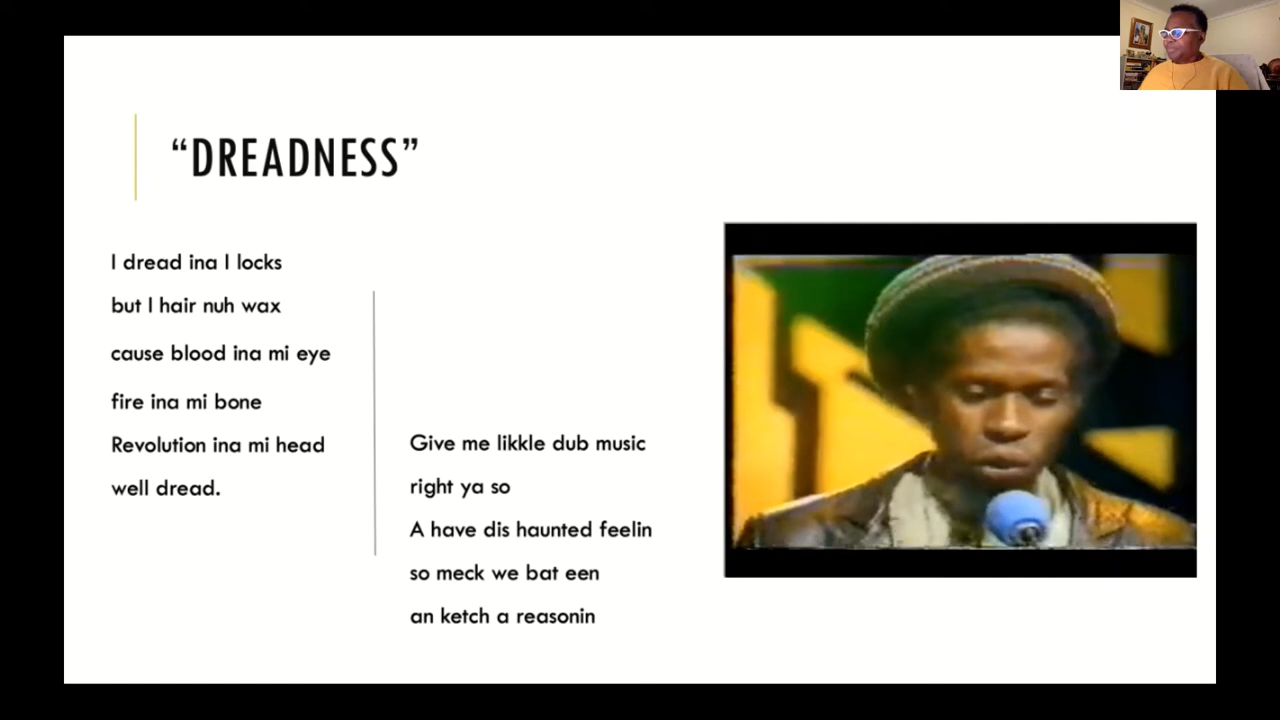 “DREADNESS”
I dread ina I locks
but I hair nuh wax
cause blood ina mi eye
fire ina mi bone
Revolution ina mi head
well dread.
Give me likkle dub music
right ya so
A have dis haunted feelin
so meck we bat een
an ketch a reasonin